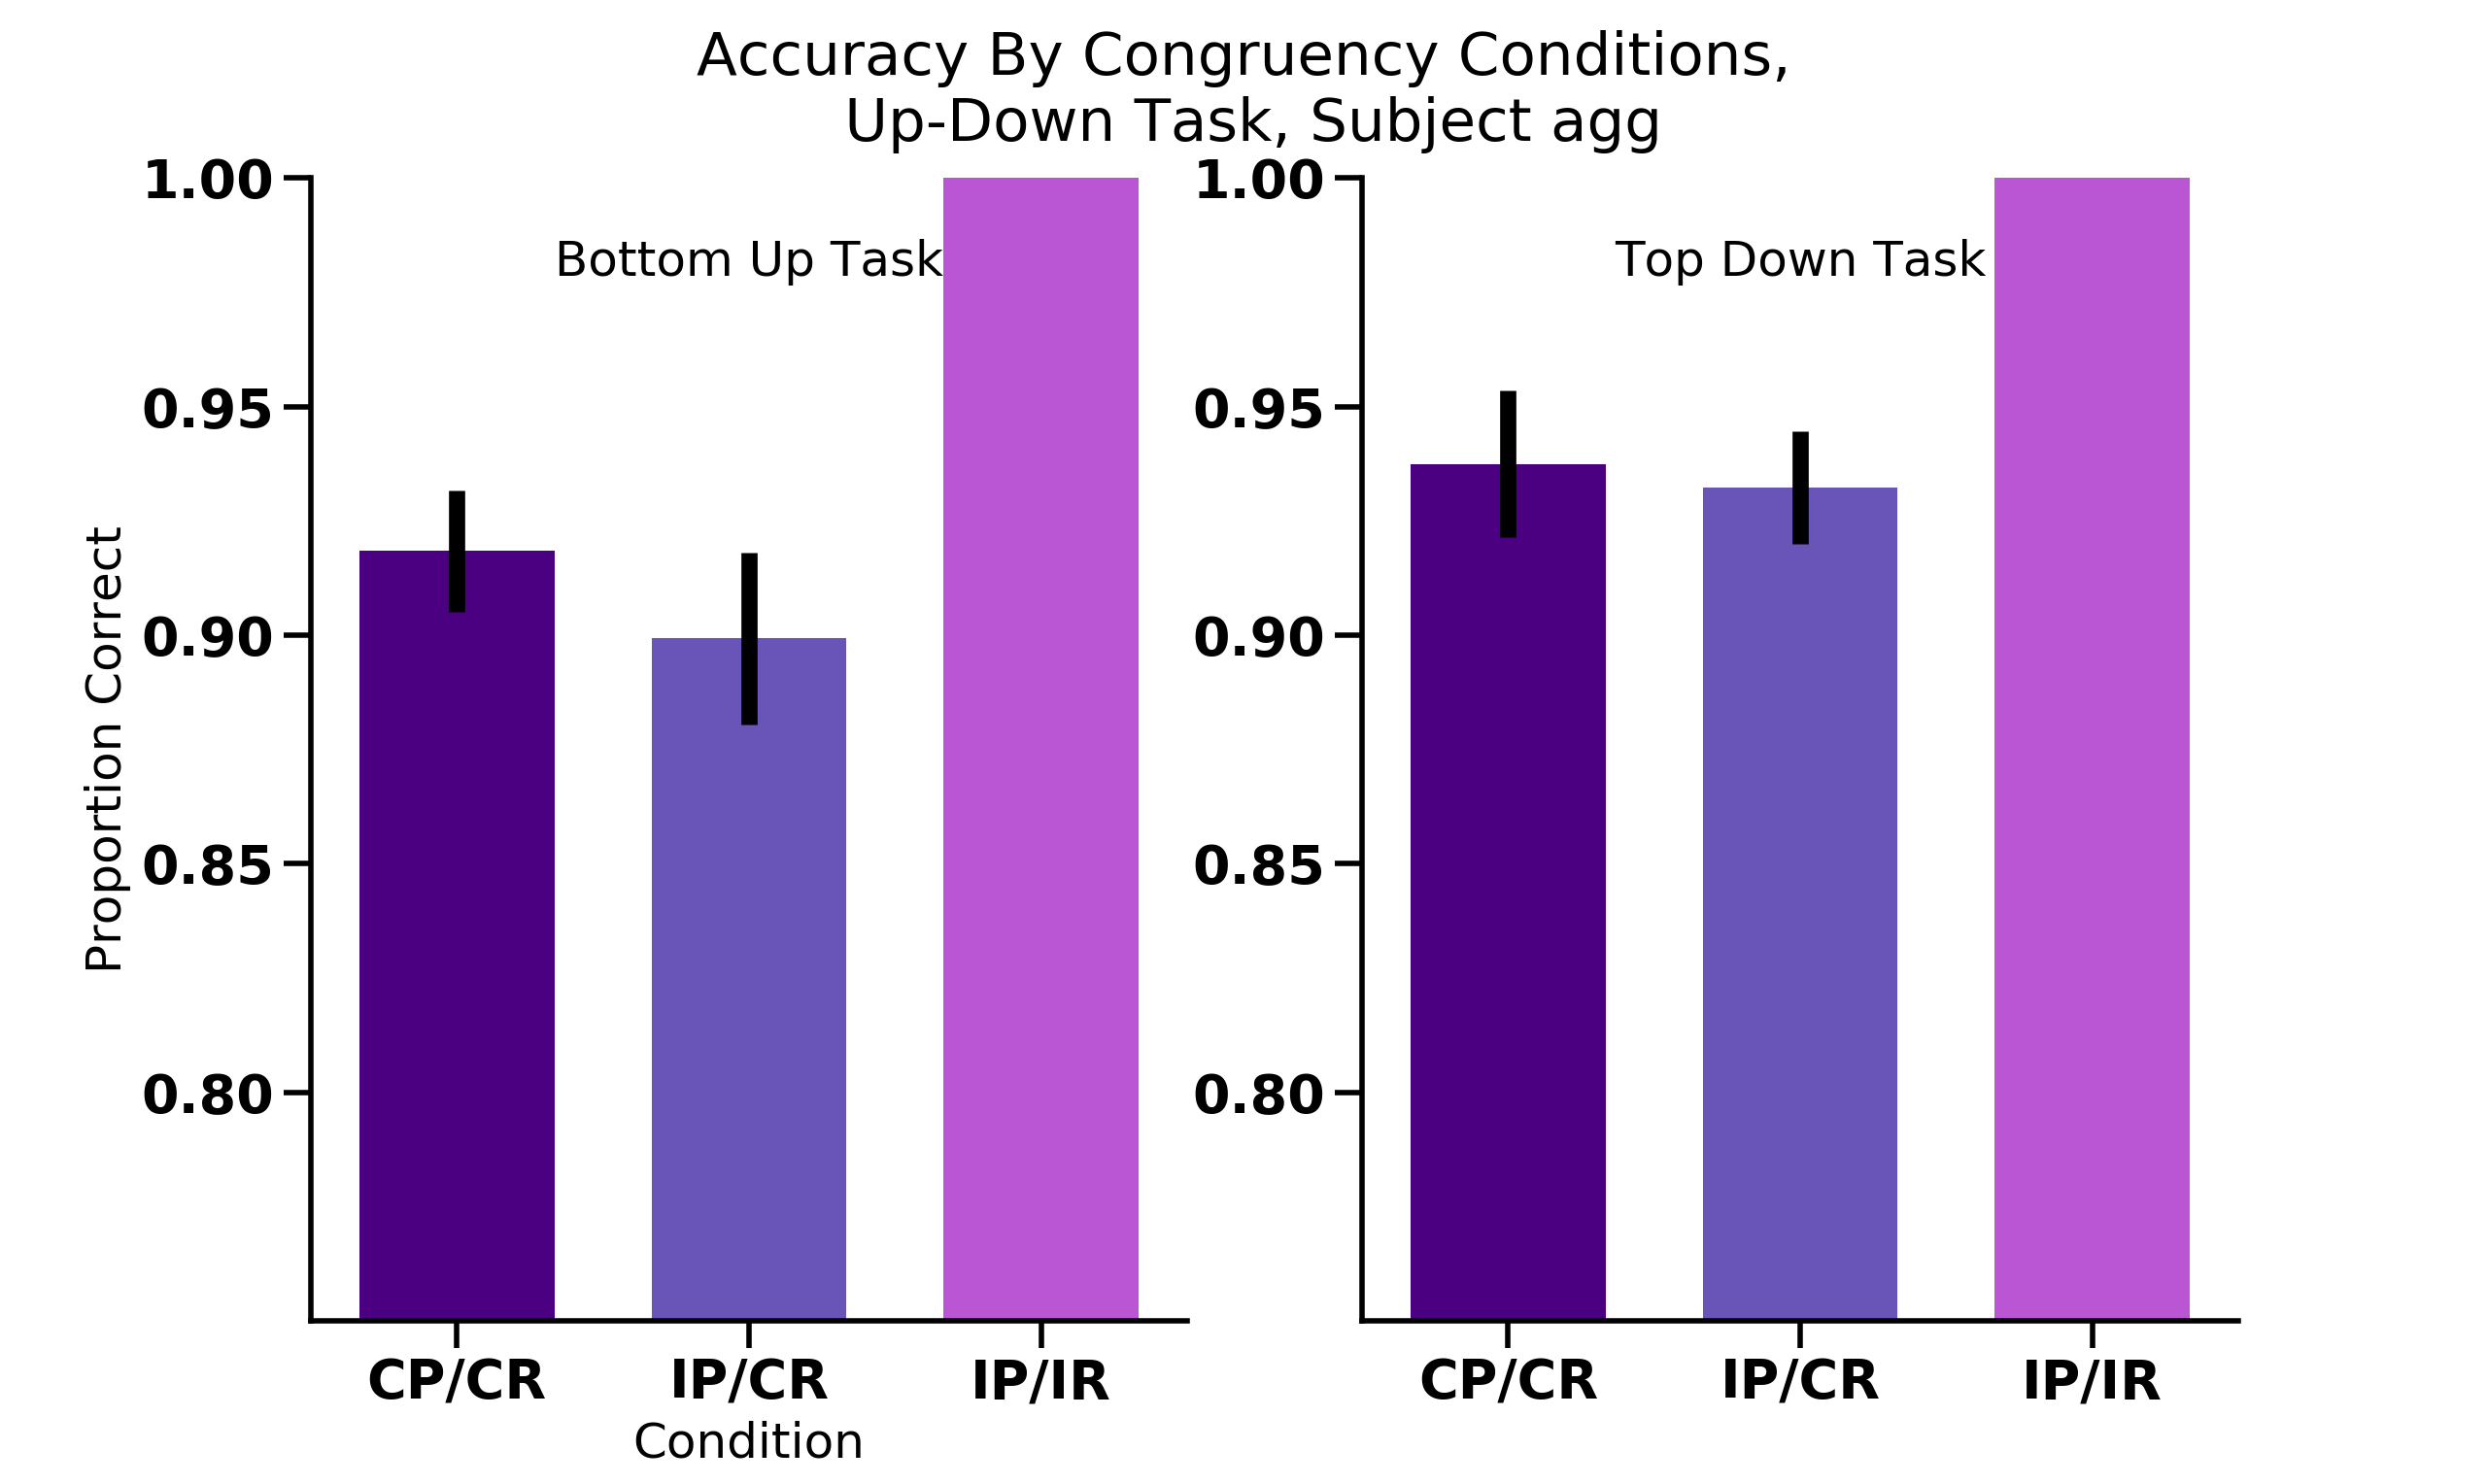 Accuracy By Congruency Conditions,
Up-Down Task, Subject agg
Proportion Correct
1.00
0.95
0.90
0.85
0.80
Bottom Up Task
CP/CR
IP/CR
IP/IR
Condition
1.00
0.95
0.90
0.85
0.80
Top Down Task
CP/CR
IP/CR
IP/IR